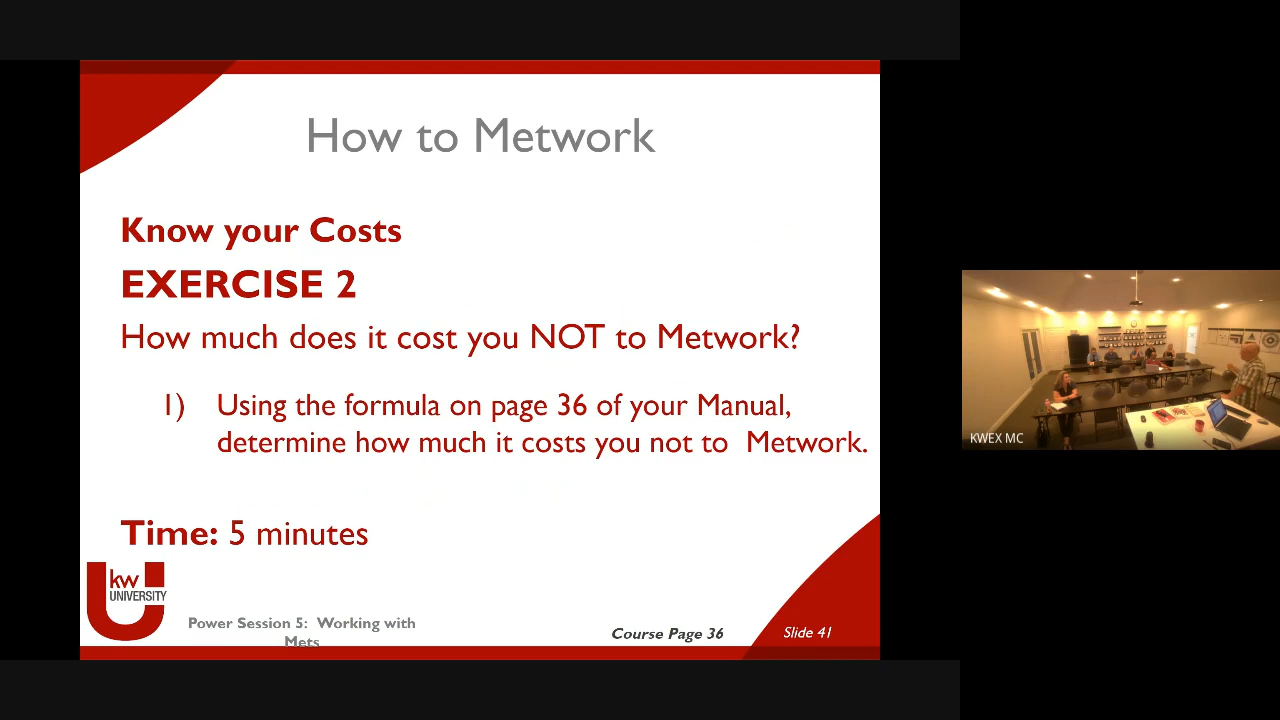 How to Metwork
Know your Costs
EXERCISE 2
How much does it cost you NOT to Metwork?
1) Using the formula on page 36 of your Manual,
determine how much it costs you not to Metwork.
Time: 5 minutes
kw
UNIVERSITY
Power Session 5: Working with
Mets
Course Page 36
Slide 41
KWEX MC